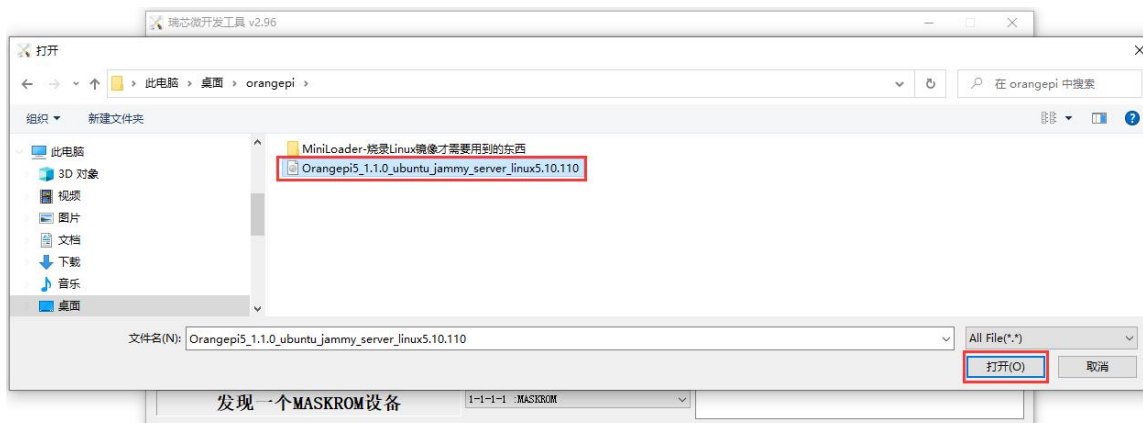 瑞芯微开发工具 v2.96
打开
此电脑 › 桌面 › orangepi ›
在 orangepi 中搜索
组织 新建文件夹
此电脑
3D 对象
视频
图片
文档
下载
音乐
桌面
MiniLoader-烧录Linux镜像才需要用到的东西
Orangepi5_1.1.0_ubuntu_jammy_server_linux5.10.110
文件名(N): Orangepi5_1.1.0_ubuntu_jammy_server_linux5.10.110
All File(*.*)
打开(O) 取消
发现一个MASKROM设备 1-1-1-1 :MASKROM